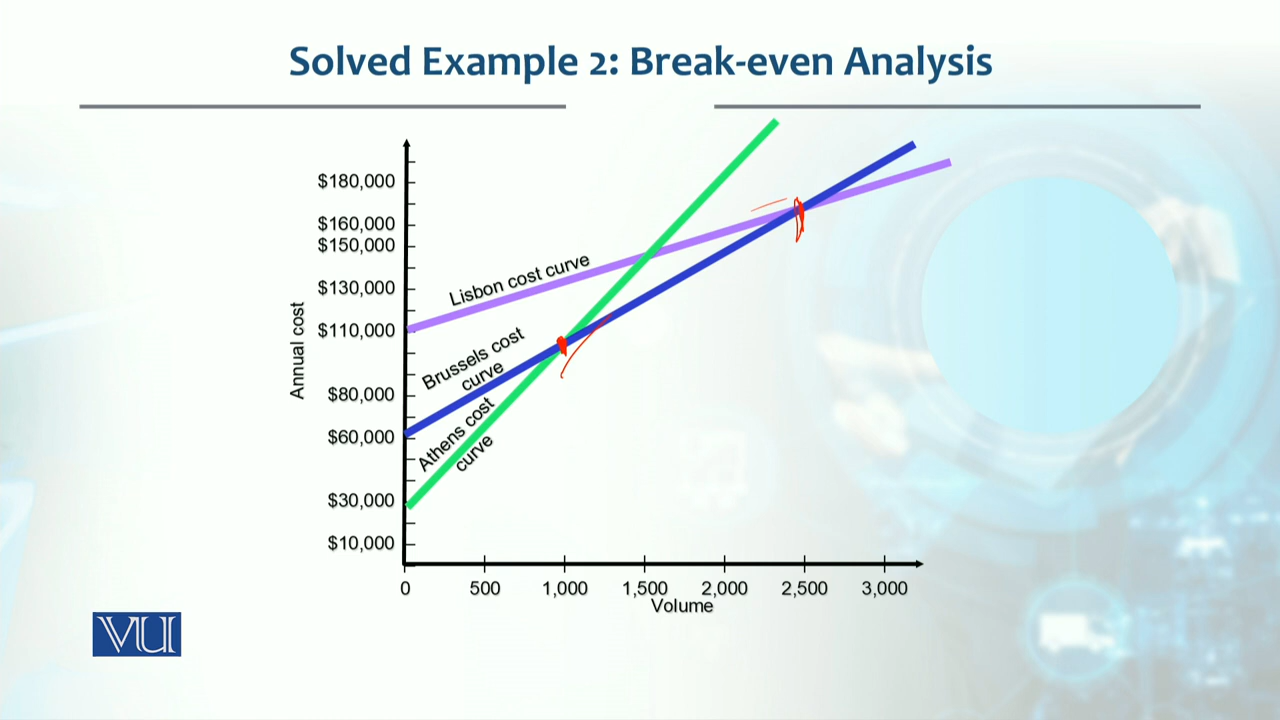 Solved Example 2: Break-even Analysis
$180,000
$160,000
$150,000
$130,000
$110,000
$80,000
$60,000
$30,000
$10,000
Annual cost
Lisbon cost curve
Brussels cost
curve
Athens cost
curve
0 500 1,000 1,500 2,000 2,500 3,000
Volume
VU